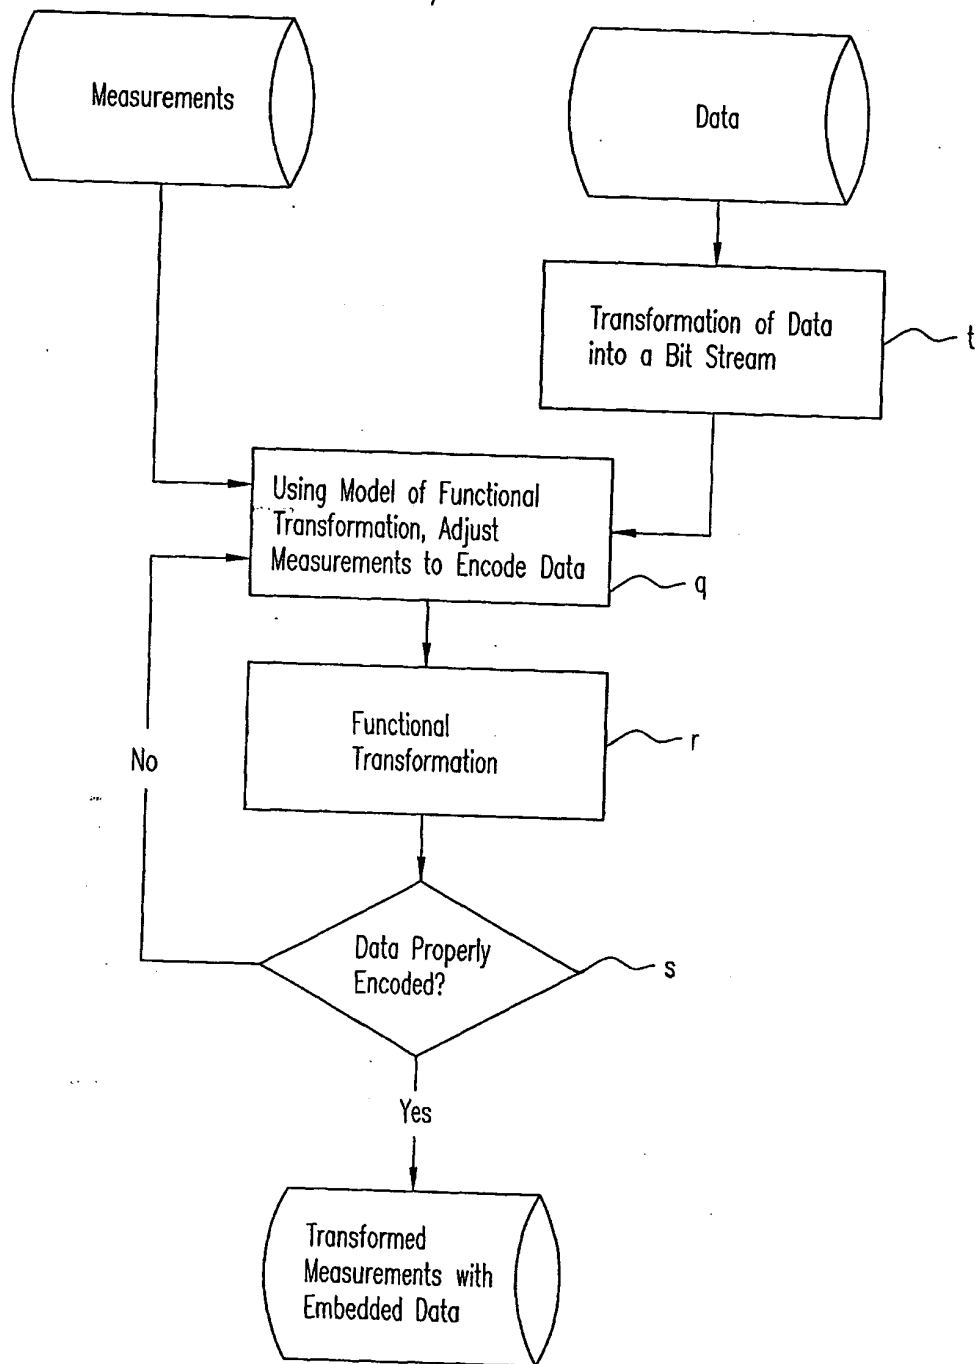 Measurements
Data
Transformation of Data
into a Bit Stream
t
Using Model of Functional
Transformation, Adjust
Measurements to Encode Data
q
Functional
Transformation
r
No
Data Properly
Encoded?
s
Yes
Transformed
Measurements with
Embedded Data